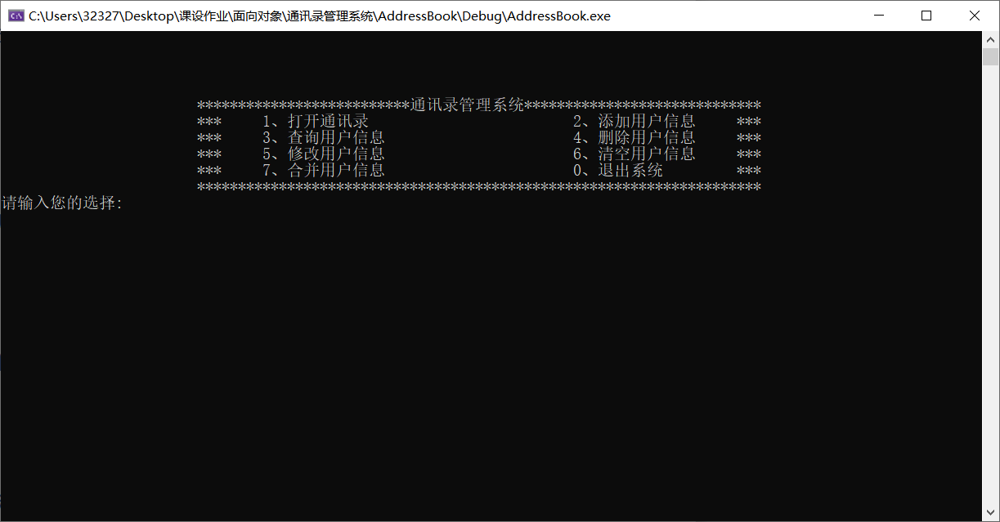 C:\Users\32327\Desktop\课设作业\面向对象\通讯录管理系统\AddressBook\Debug\AddressBook.exe
**************************通讯录管理系统*****************************
*** 1、打开通讯录 2、添加用户信息 ***
*** 3、查询用户信息 4、删除用户信息 ***
*** 5、修改用户信息 6、清空用户信息 ***
*** 7、合并用户信息 0、退出系统 ***
*********************************************************************
请输入您的选择: